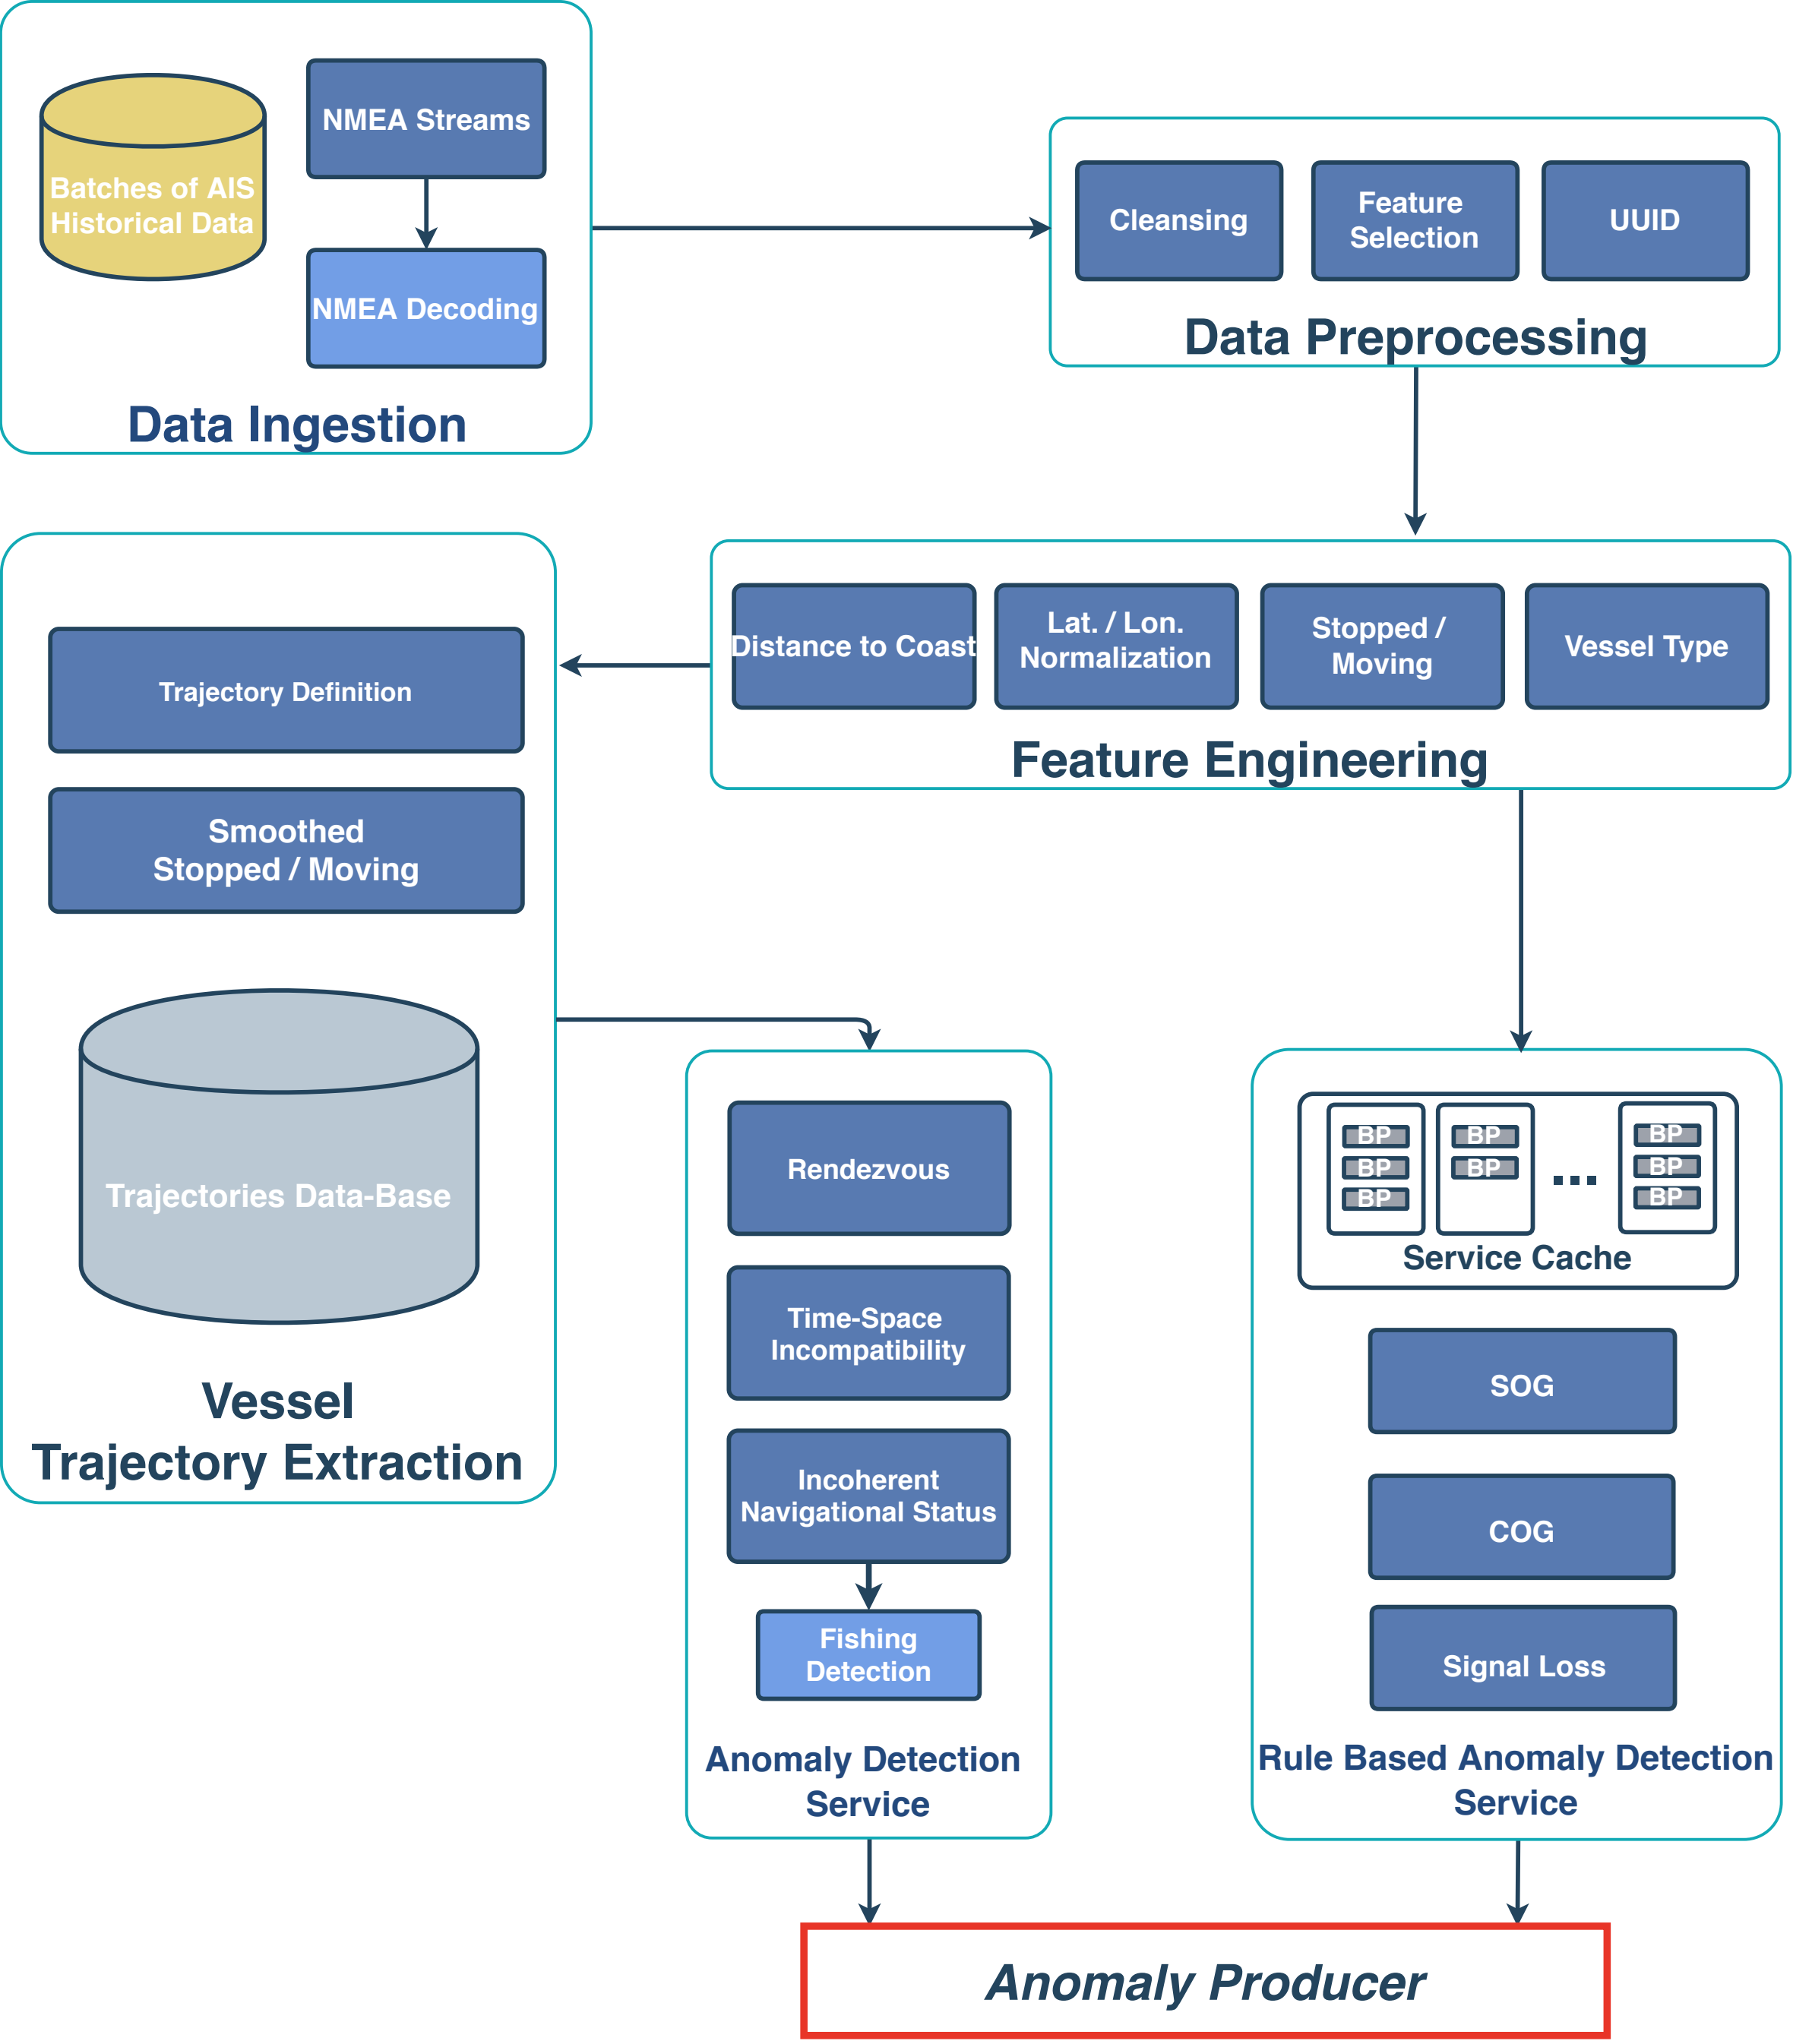 NMEA Streams
Batches of AIS
Historical Data
NMEA Decoding
Data Ingestion
Cleansing
Feature
Selection
UUID
Data Preprocessing
Distance to Coast
Lat. / Lon.
Normalization
Stopped /
Moving
Vessel Type
Feature Engineering
Trajectory Definition
Smoothed
Stopped / Moving
Trajectories Data-Base
Vessel
Trajectory Extraction
Rendezvous
Time-Space
Incompatibility
Incoherent
Navigational Status
Fishing
Detection
Anomaly Detection
Service
BP
BP
BP
BP
BP
...
BP
BP
BP
Service Cache
SOG
COG
Signal Loss
Rule Based Anomaly Detection
Service
Anomaly Producer